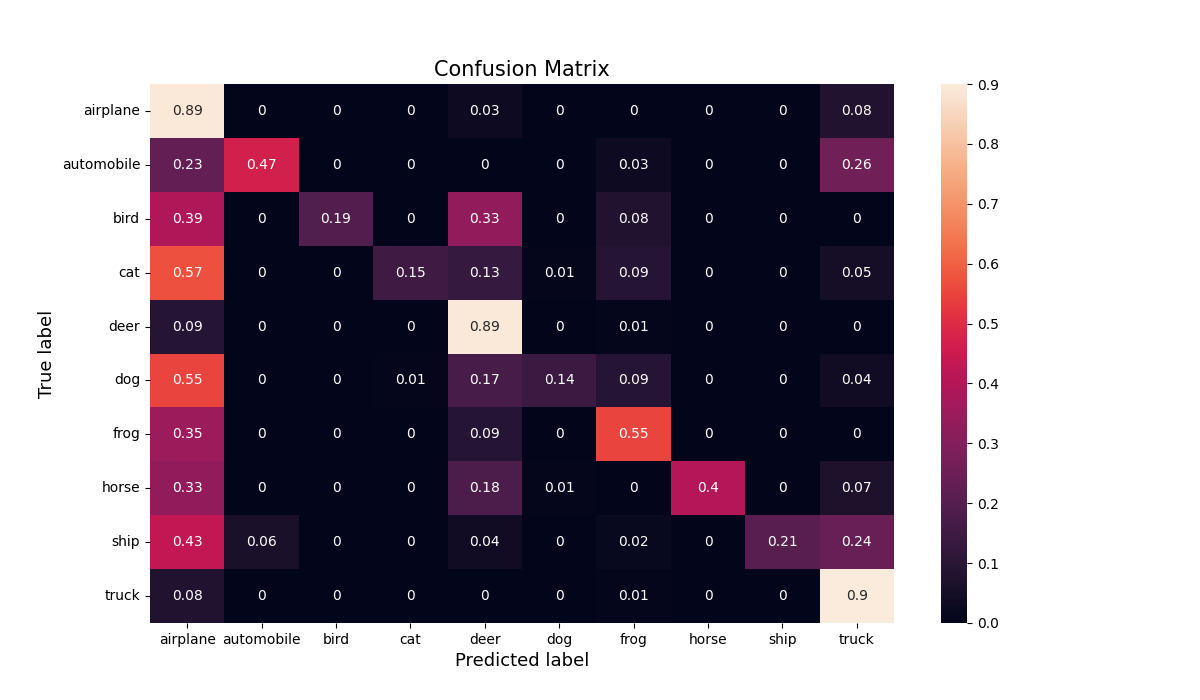 Confusion Matrix
airplane 0.89 0 0 0 0.03 0 0 0 0 0.08
automobile 0.23 0.47 0 0 0 0 0.03 0 0 0.26
bird 0.39 0 0.19 0 0.33 0 0.08 0 0 0
cat 0.57 0 0 0.15 0.13 0.01 0.09 0 0 0.05
deer 0.09 0 0 0 0.89 0 0.01 0 0 0
dog 0.55 0 0 0.01 0.17 0.14 0.09 0 0 0.04
frog 0.35 0 0 0 0.09 0 0.55 0 0 0
horse 0.33 0 0 0 0.18 0.01 0 0.4 0 0.07
ship 0.43 0.06 0 0 0.04 0 0.02 0 0.21 0.24
truck 0.08 0 0 0 0 0 0.01 0 0 0.9
airplane automobile bird cat deer dog frog horse ship truck
Predicted label
True label
0.9
0.8
0.7
0.6
0.5
0.4
0.3
0.2
0.1
0.0